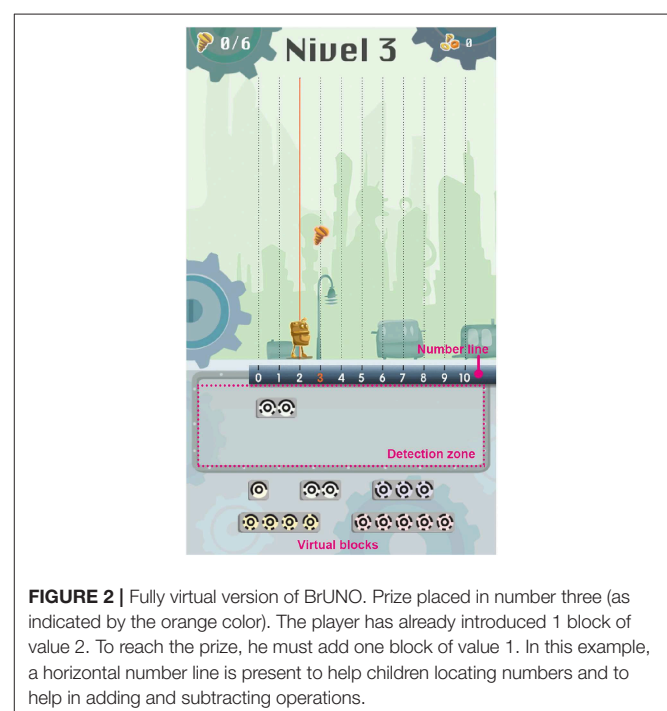 0/6 Nivel 3 0
Number line
0 1 2 3 4 5 6 7 8 9 10
Detection zone
Virtual blocks
FIGURE 2 | Fully virtual version of BrUNO. Prize placed in number three (as
indicated by the orange color). The player has already introduced 1 block of
value 2. To reach the prize, he must add one block of value 1. In this example,
a horizontal number line is present to help children locating numbers and to
help in adding and subtracting operations.